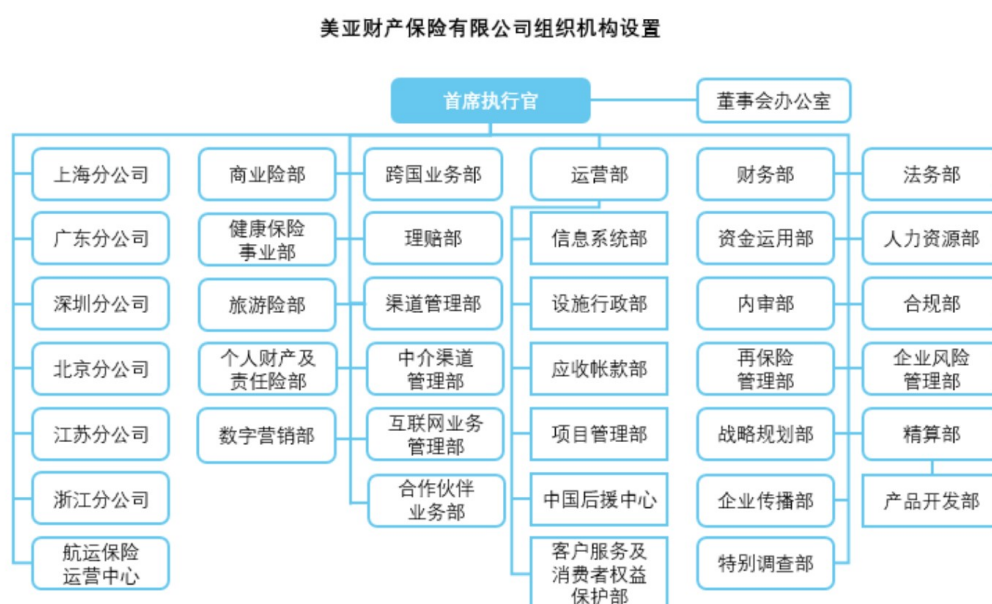 美亚财产保险有限公司组织机构设置
首席执行官
董事会办公室
上海分公司
广东分公司
深圳分公司
北京分公司
江苏分公司
浙江分公司
航运保险
运营中心
商业险部
健康保险
事业部
旅游险部
个人财产及
责任险部
数字营销部
跨国业务部
理赔部
渠道管理部
中介渠道
管理部
互联网业务
管理部
合作伙伴
业务部
运营部
信息系统部
设施行政部
应收帐款部
项目管理部
中国后援中心
客户服务及
消费者权益
保护部
财务部
资金运用部
内审部
再保险
管理部
战略规划部
企业传播部
特别调查部
法务部
人力资源部
合规部
企业风险
管理部
精算部
产品开发部